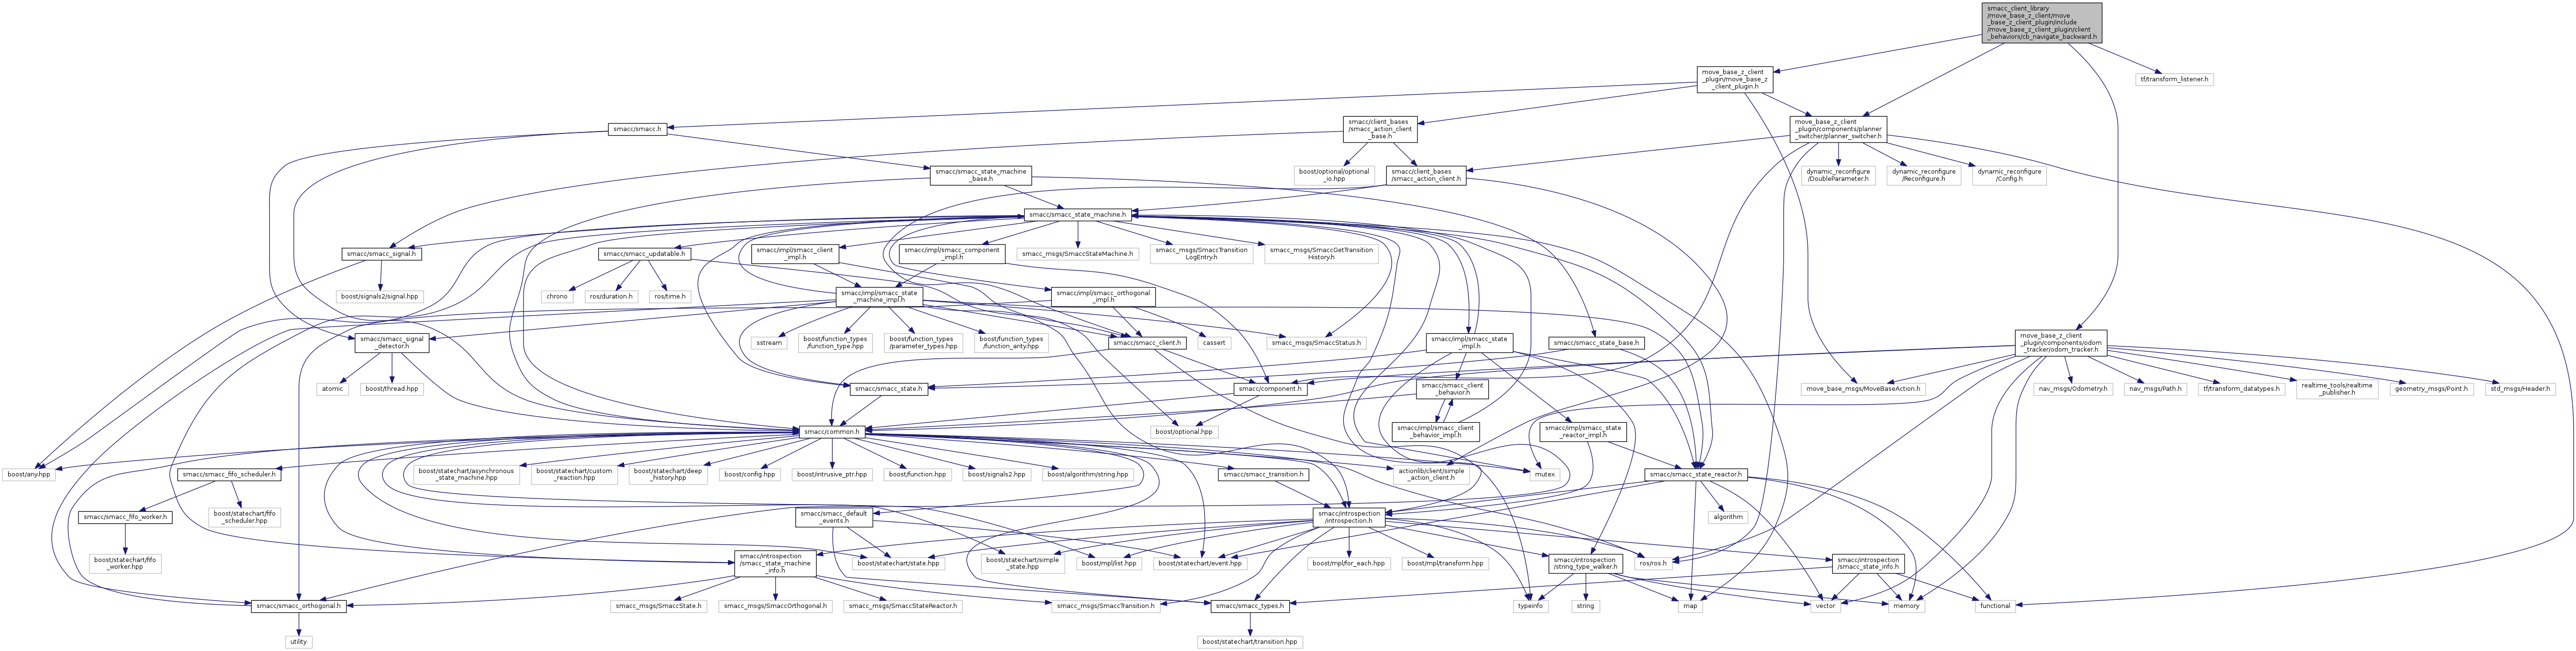 smacc_client_library
/move_base_z_client/move
_base_z_client_plugin/include
/move_base_z_client_plugin/client
_behaviors/cb_navigate_backward.h
move_base_z_client
_plugin/move_base_z
_client_plugin.h
tf/transform_listener.h
smacc/smacc.h
smacc/client_bases
/smacc_action_client
_base.h
move_base_z_client
_plugin/components/planner
_switcher/planner_switcher.h
smacc/smacc_state_machine
_base.h
boost/optional/optional
_io.hpp
smacc/client_bases
/smacc_action_client.h
dynamic_reconfigure
/DoubleParameter.h
dynamic_reconfigure
/Reconfigure.h
dynamic_reconfigure
/Config.h
smacc/smacc_state_machine.h
smacc/smacc_signal.h
smacc/smacc_updatable.h
smacc/impl/smacc_client
_impl.h
smacc/impl/smacc_component
_impl.h
smacc_msgs/SmaccStateMachine.h
smacc_msgs/SmaccTransition
LogEntry.h
smacc_msgs/SmaccGetTransition
History.h
boost/signals2/signal.hpp
chrono
ros/duration.h
ros/time.h
smacc/impl/smacc_state
_machine_impl.h
smacc/impl/smacc_orthogonal
_impl.h
smacc/smacc_signal
_detector.h
sstream
boost/function_types
/function_type.hpp
boost/function_types
/parameter_types.hpp
boost/function_types
/function_arity.hpp
smacc/smacc_client.h
cassert
smacc_msgs/SmaccStatus.h
smacc/impl/smacc_state
_impl.h
smacc/smacc_state_base.h
move_base_z_client
_plugin/components/odom
_tracker/odom_tracker.h
atomic
boost/thread.hpp
smacc/smacc_state.h
smacc/component.h
smacc/smacc_client
_behavior.h
move_base_msgs/MoveBaseAction.h
nav_msgs/Odometry.h
nav_msgs/Path.h
tf/transform_datatypes.h
realtime_tools/realtime
_publisher.h
geometry_msgs/Point.h
std_msgs/Header.h
smacc/common.h
boost/optional.hpp
smacc/impl/smacc_client
_behavior_impl.h
smacc/impl/smacc_state
_reactor_impl.h
boost/any.hpp
smacc/smacc_fifo_scheduler.h
boost/statechart/asynchronous
_state_machine.hpp
boost/statechart/custom
_reaction.hpp
boost/statechart/deep
_history.hpp
boost/config.hpp
boost/intrusive_ptr.hpp
boost/function.hpp
boost/signals2.hpp
boost/algorithm/string.hpp
smacc/smacc_transition.h
actionlib/client/simple
_action_client.h
mutex
smacc/smacc_state_reactor.h
smacc/smacc_fifo_worker.h
boost/statechart/fifo
_scheduler.hpp
smacc/smacc_default
_events.h
smacc/introspection
/introspection.h
algorithm
boost/statechart/fifo
_worker.hpp
smacc/introspection
/smacc_state_machine
_info.h
boost/statechart/state.hpp
boost/statechart/simple
_state.hpp
boost/mpl/list.hpp
boost/statechart/event.hpp
boost/mpl/for_each.hpp
boost/mpl/transform.hpp
smacc/introspection
/string_type_walker.h
ros/ros.h
smacc/introspection
/smacc_state_info.h
smacc/smacc_orthogonal.h
smacc_msgs/SmaccState.h
smacc_msgs/SmaccOrthogonal.h
smacc_msgs/SmaccStateReactor.h
smacc_msgs/SmaccTransition.h
smacc/smacc_types.h
typeinfo
string
map
vector
memory
functional
utility
boost/statechart/transition.hpp